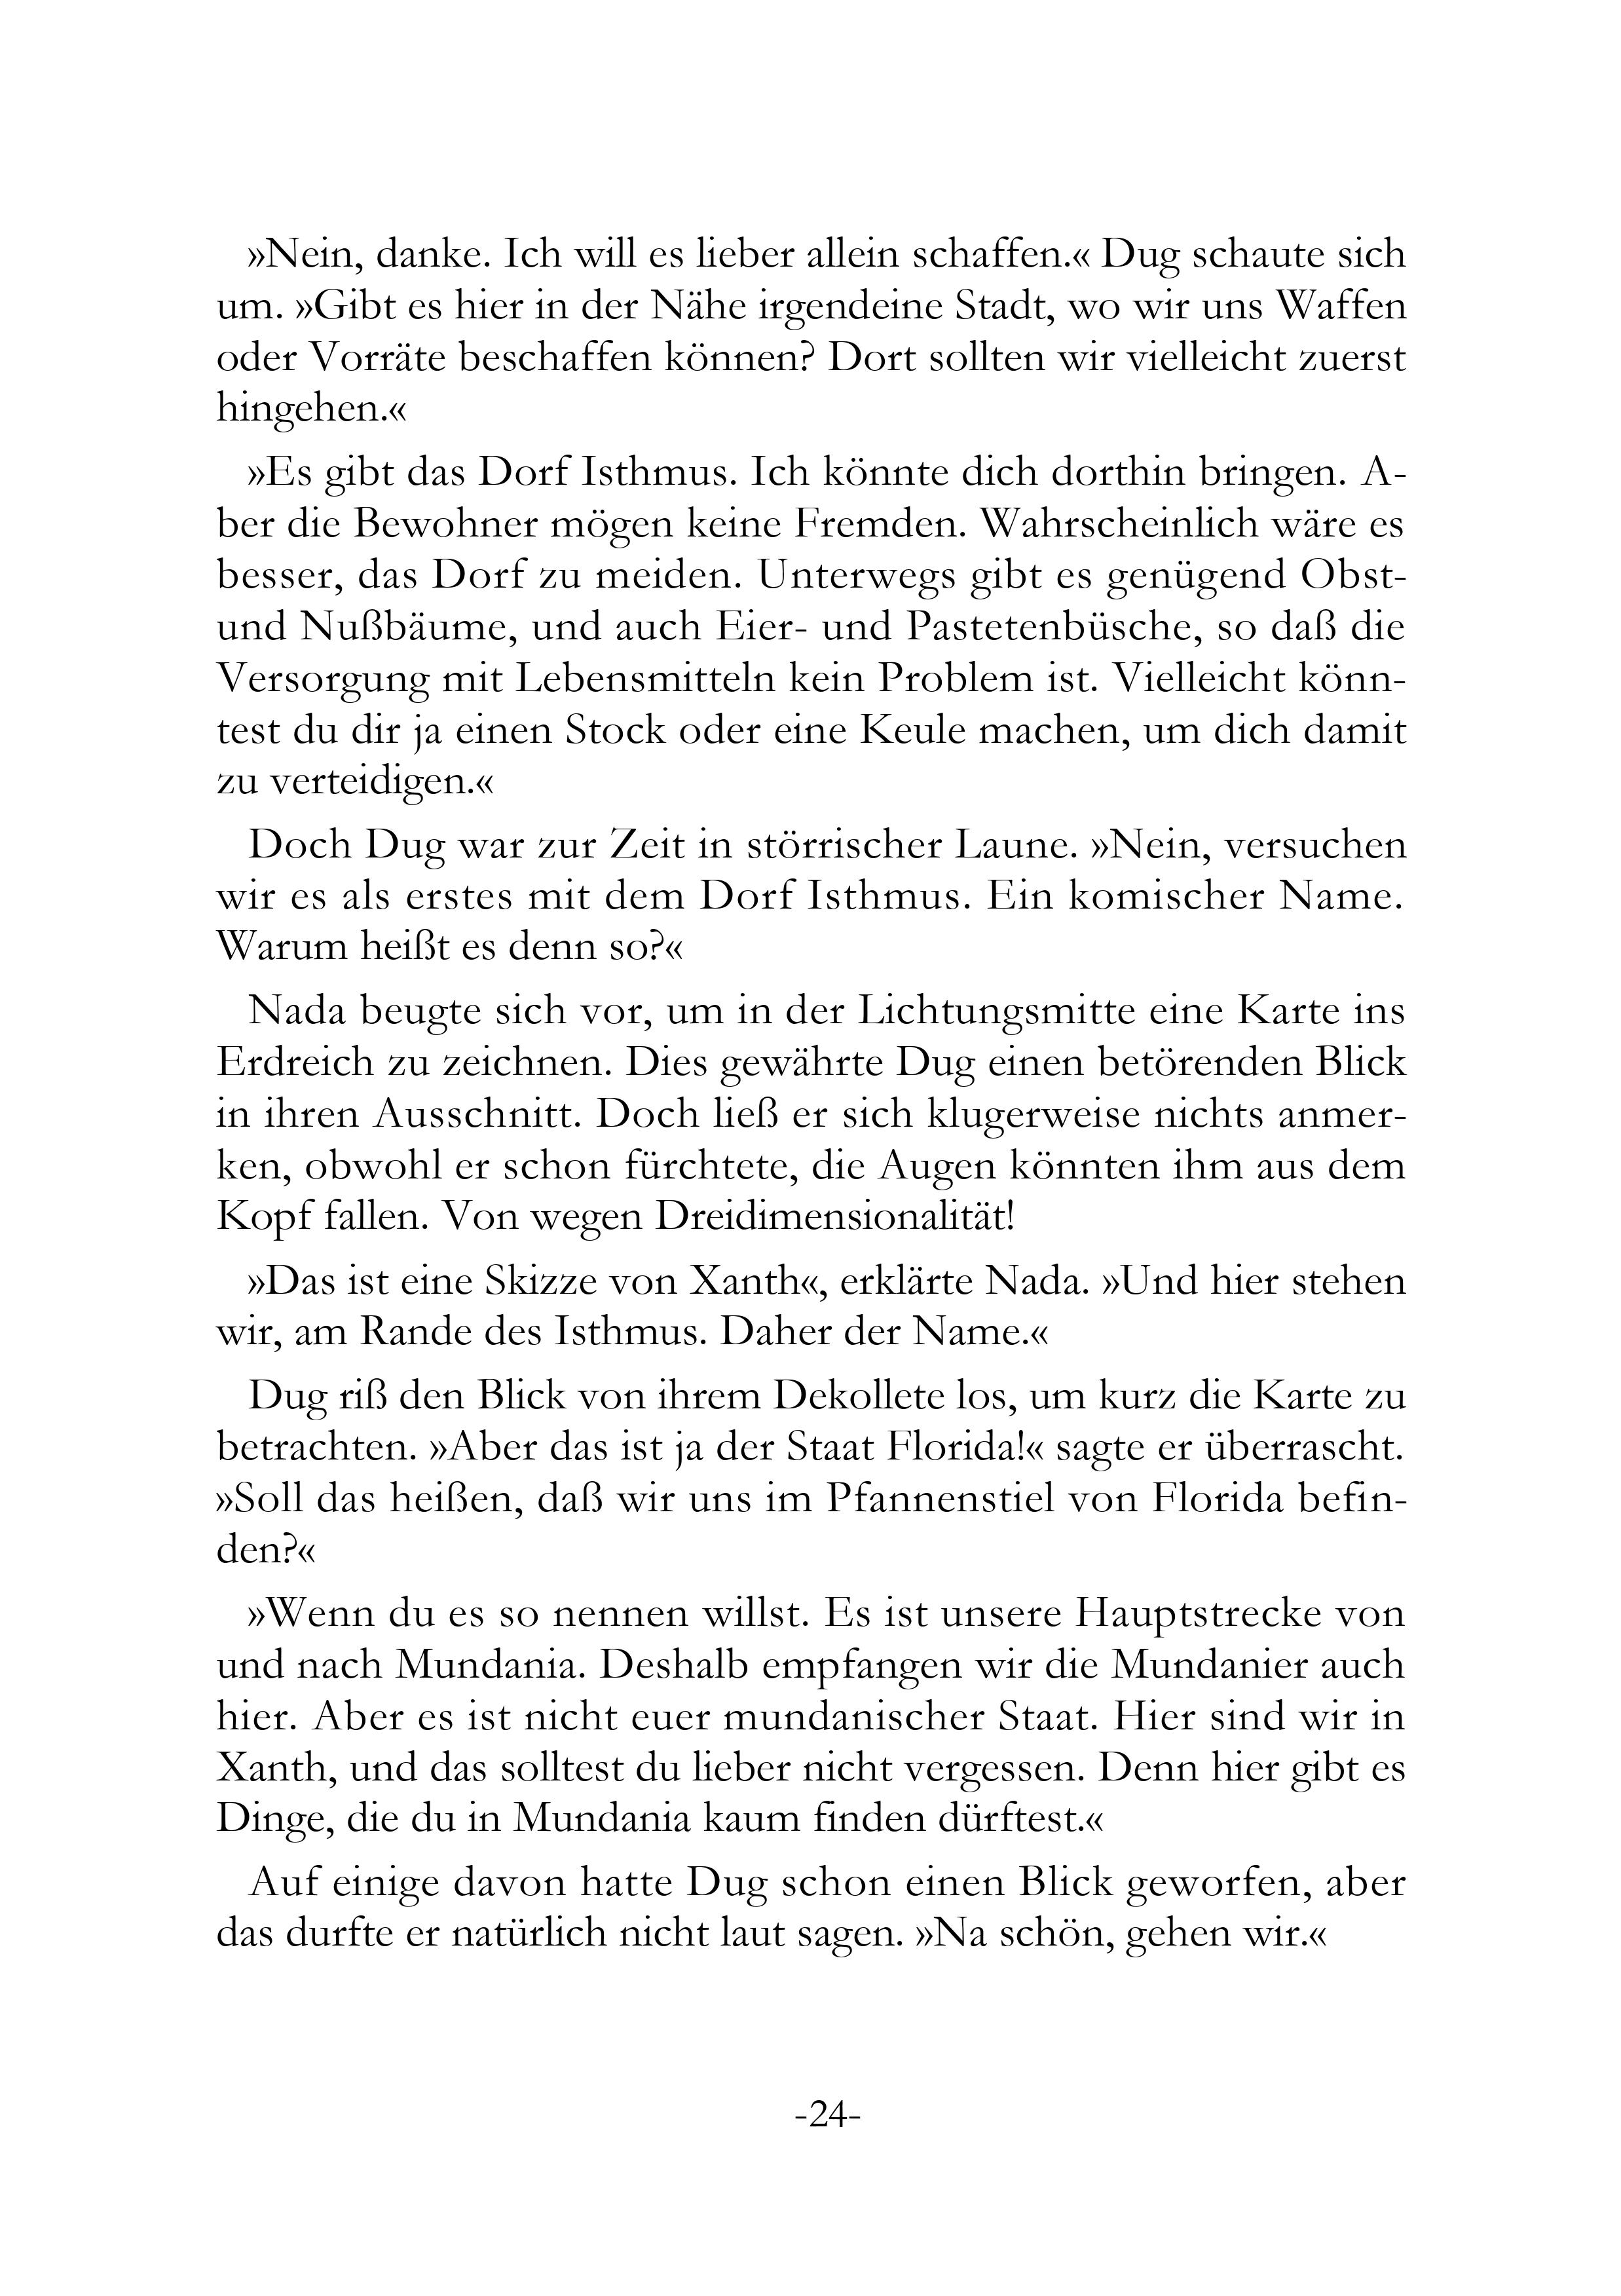 »Nein, danke. Ich will es lieber allein schaffen.« Dug schaute sich
um. »Gibt es hier in der Nähe irgendeine Stadt, wo wir uns Waffen
oder Vorräte beschaffen können? Dort sollten wir vielleicht zuerst
hingehen.«
»Es gibt das Dorf Isthmus. Ich könnte dich dorthin bringen. A-
ber die Bewohner mögen keine Fremden. Wahrscheinlich wäre es
besser, das Dorf zu meiden. Unterwegs gibt es genügend Obst-
und Nußbäume, und auch Eier- und Pastetenbüsche, so daß die
Versorgung mit Lebensmitteln kein Problem ist. Vielleicht könn-
test du dir ja einen Stock oder eine Keule machen, um dich damit
zu verteidigen.«
Doch Dug war zur Zeit in störrischer Laune. »Nein, versuchen
wir es als erstes mit dem Dorf Isthmus. Ein komischer Name.
Warum heißt es denn so?«
Nada beugte sich vor, um in der Lichtungsmitte eine Karte ins
Erdreich zu zeichnen. Dies gewährte Dug einen betörenden Blick
in ihren Ausschnitt. Doch ließ er sich klugerweise nichts anmer-
ken, obwohl er schon fürchtete, die Augen könnten ihm aus dem
Kopf fallen. Von wegen Dreidimensionalität!
»Das ist eine Skizze von Xanth«, erklärte Nada. »Und hier stehen
wir, am Rande des Isthmus. Daher der Name.«
Dug riß den Blick von ihrem Dekollete los, um kurz die Karte zu
betrachten. »Aber das ist ja der Staat Florida!« sagte er überrascht.
»Soll das heißen, daß wir uns im Pfannenstiel von Florida befin-
den?«
»Wenn du es so nennen willst. Es ist unsere Hauptstrecke von
und nach Mundania. Deshalb empfangen wir die Mundanier auch
hier. Aber es ist nicht euer mundanischer Staat. Hier sind wir in
Xanth, und das solltest du lieber nicht vergessen. Denn hier gibt es
Dinge, die du in Mundania kaum finden dürftest.«
Auf einige davon hatte Dug schon einen Blick geworfen, aber
das durfte er natürlich nicht laut sagen. »Na schön, gehen wir.«
-24-